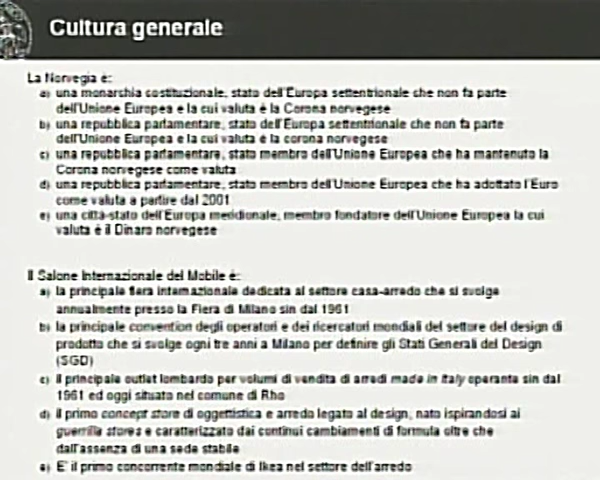 Cultura generale
La Norvegia è:
a) una monarchia costituzionale, stato dell'Europa settentrionale che non fa parte
dell'Unione Europea e la cui valuta è la Corona norvegese
b) una repubblica parlamentare, stato dell'Europa settentrionale che non fa parte
dell'Unione Europea e la cui valuta è la corona norvegese
c) una repubblica parlamentare, stato membro dell'Unione Europea che ha mantenuto la
Corona norvegese come valuta
d) una repubblica parlamentare, stato membro dell'Unione Europea che ha adottato l'Euro
come valuta a partire dal 2001
e) una città-stato dell'Europa meridionale, membro fondatore dell'Unione Europea la cui
valuta è il Dinaro norvegese
Il Salone Internazionale del Mobile è:
a) la principale fiera internazionale dedicata al settore casa-arredo che si svolge
annualmente presso la Fiera di Milano sin dal 1961
b) la principale convention degli operatori e dei ricercatori mondiali del settore del design di
prodotto che si svolge ogni tre anni a Milano per definire gli Stati Generali del Design
(SGD)
c) il principale outlet lombardo per volumi di vendita di arredi made in Italy operante sin dal
1961 ed oggi situato nel comune di Rho
d) il primo concept store di oggettistica e arredo legato al design, nato ispirandosi ai
guerrilla stores e caratterizzato dai continui cambiamenti di formula oltre che
dall'assenza di una sede stabile
e) E' il primo concorrente mondiale di Ikea nel settore dell'arredo